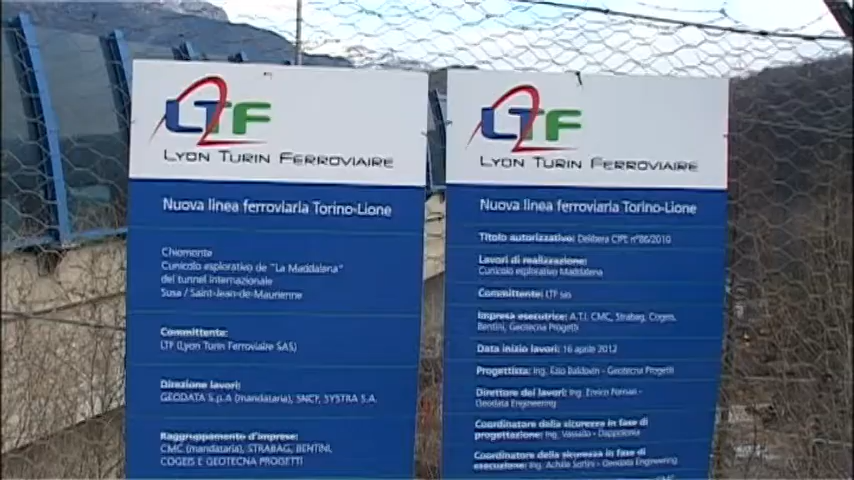 LTF
LYON TURIN FERROVIAIRE
Nuova linea ferroviaria Torino-Lione
Chiomonte
Cunicolo esplorativo de "La Maddalena"
del tunnel internazionale
Susa / Saint-Jean-de-Maurienne
Committente:
LTF (Lyon Turin Ferroviaire SAS)
Direzione lavori:
GEODATA S.p.A (mandataria), SNCF, SYSTRA S.A.
Raggruppamento d'imprese:
CMC (mandataria), STRABAG, BENTINI,
COGEIS E GEOTECNA PROGETTI
LTF
LYON TURIN FERROVIAIRE
Nuova linea ferroviaria Torino-Lione
Titolo autorizzativo: Delibera CIPE n°86/2010
Lavori di realizzazione:
Cunicolo esplorativo Maddalena
Committente: LTF sas
Impresa esecutrice: A.T.I. CMC, Strabag, Cogeis,
Bentini, Geotecna Progetti
Data inizio lavori: 16 aprile 2012
Progettista: Ing. Ezio Baldovin - Geotecna Progetti
Direttore dei lavori: Ing. Enrico Fornari -
Geodata Engineering
Coordinatore della sicurezza in fase di
progettazione: Ing. Vassallo - Dappolonia
Coordinatore della sicurezza in fase di
esecuzione: Ing. Achille Sorlini - Geodata Engineering
CMC